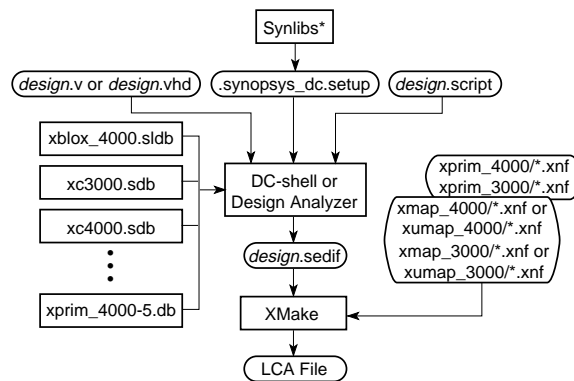 Synlibs*
design.v or design.vhd
.synopsys_dc.setup
design.script
xblox_4000.sldb
xc3000.sdb
xc4000.sdb
xprim_4000-5.db
DC-shell or
Design Analyzer
xprim_4000/*.xnf
xprim_3000/*.xnf
xmap_4000/*.xnf or
xumap_4000/*.xnf
xmap_3000/*.xnf or
xumap_3000/*.xnf
design.sedif
XMake
LCA File